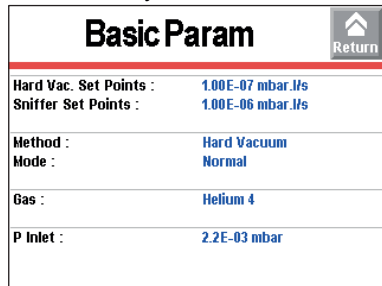 Basic Param
Return
Hard Vac. Set Points : 1.00E-07 mbar.l/s
Sniffer Set Points : 1.00E-06 mbar.l/s
Method : Hard Vacuum
Mode : Normal
Gas : Helium 4
P Inlet : 2.2E-03 mbar